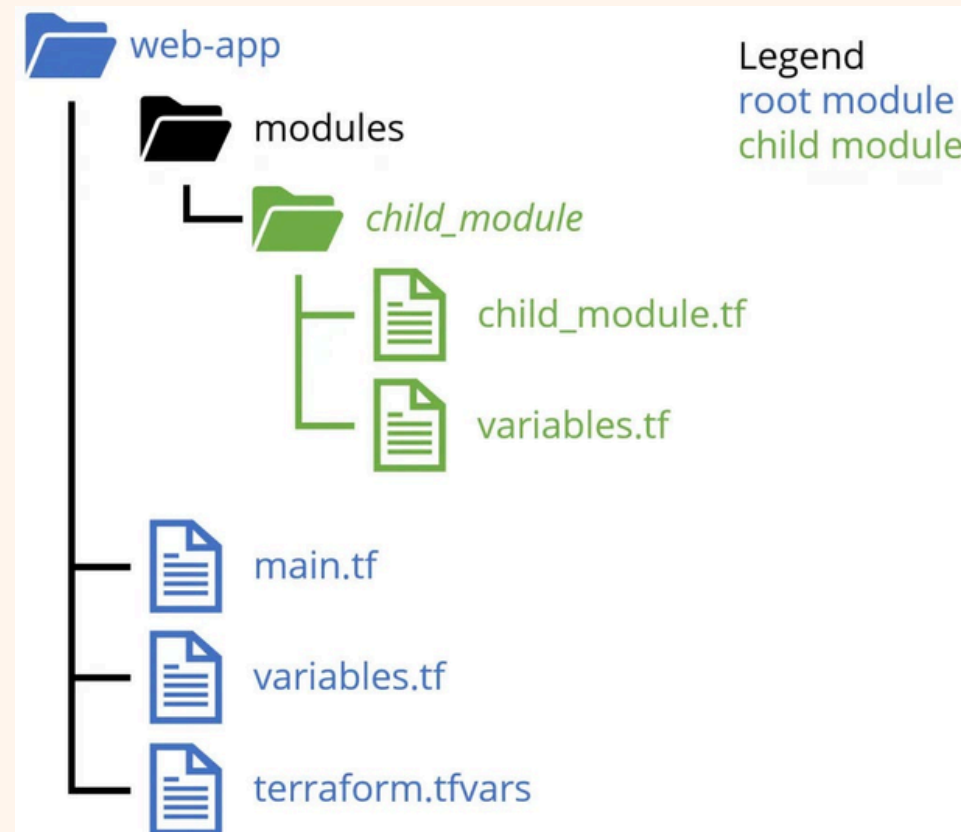 web-app
Legend
root module
child module
modules
child_module
child_module.tf
variables.tf
main.tf
variables.tf
terraform.tfvars